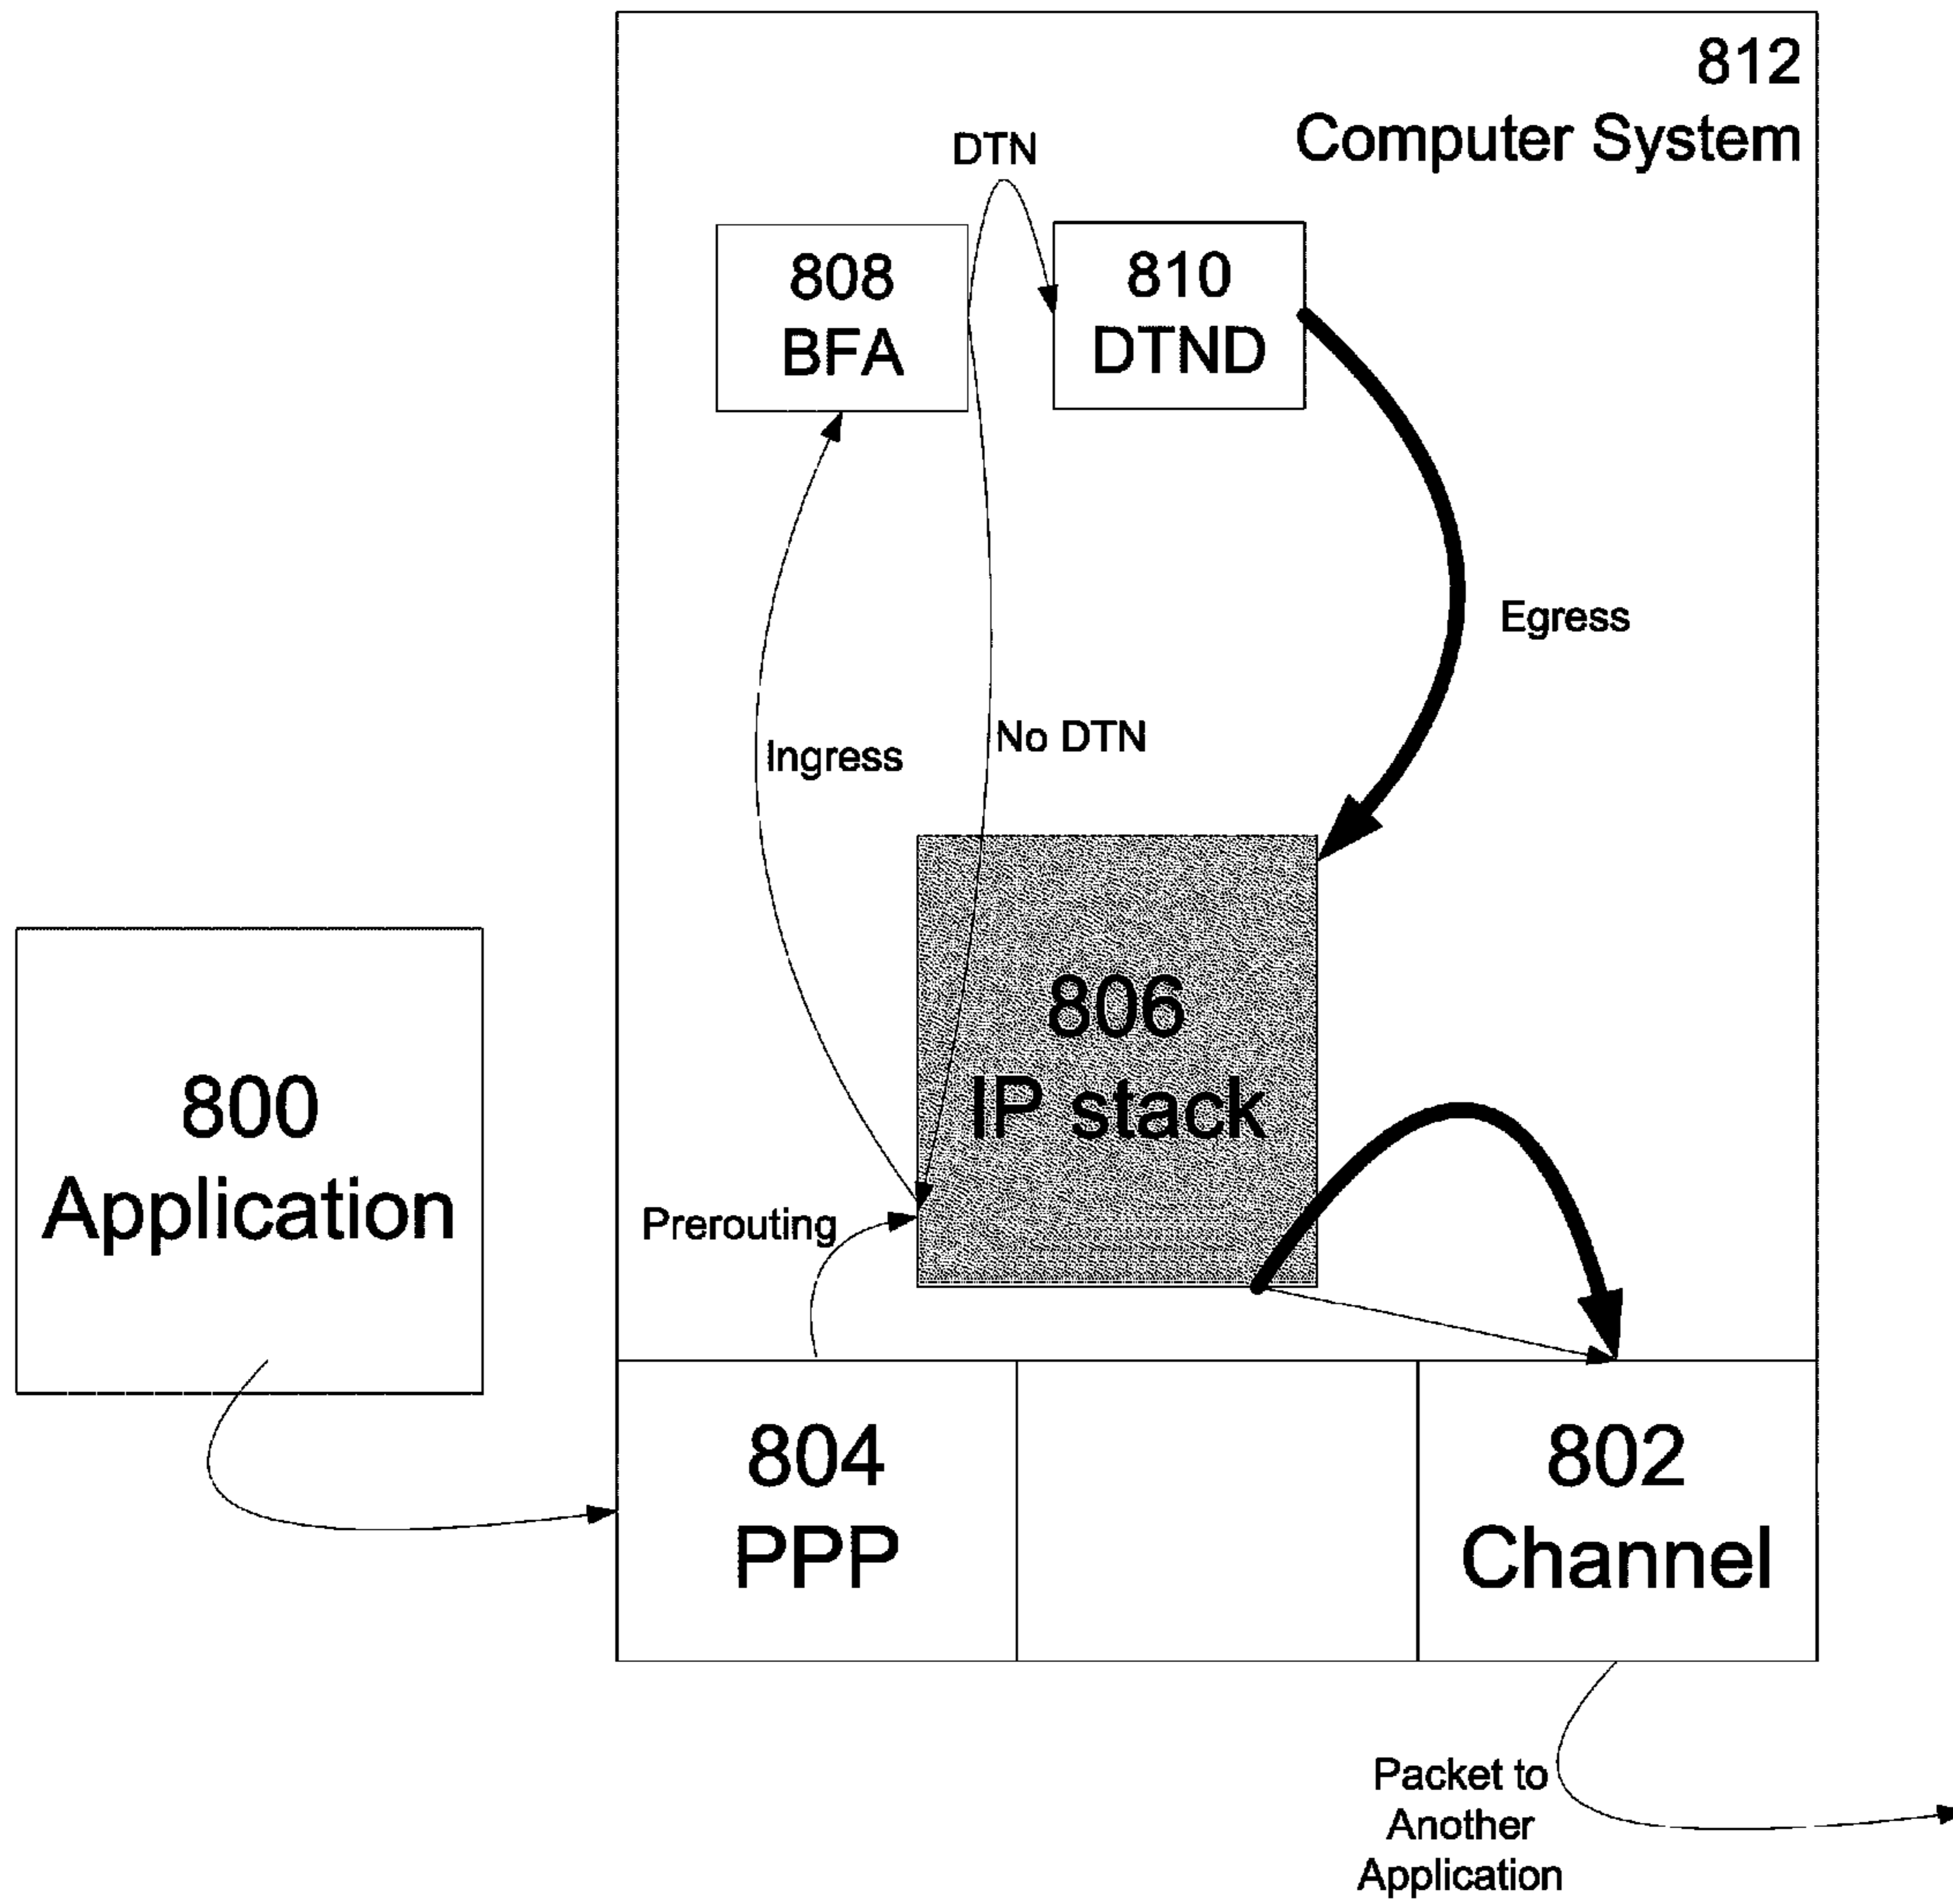 812
Computer System
DTN
808
BFA
810
DTND
Egress
Ingress
No DTN
806
IP stack
800
Application
Prerouting
804
PPP
802
Channel
Packet to
Another
Application